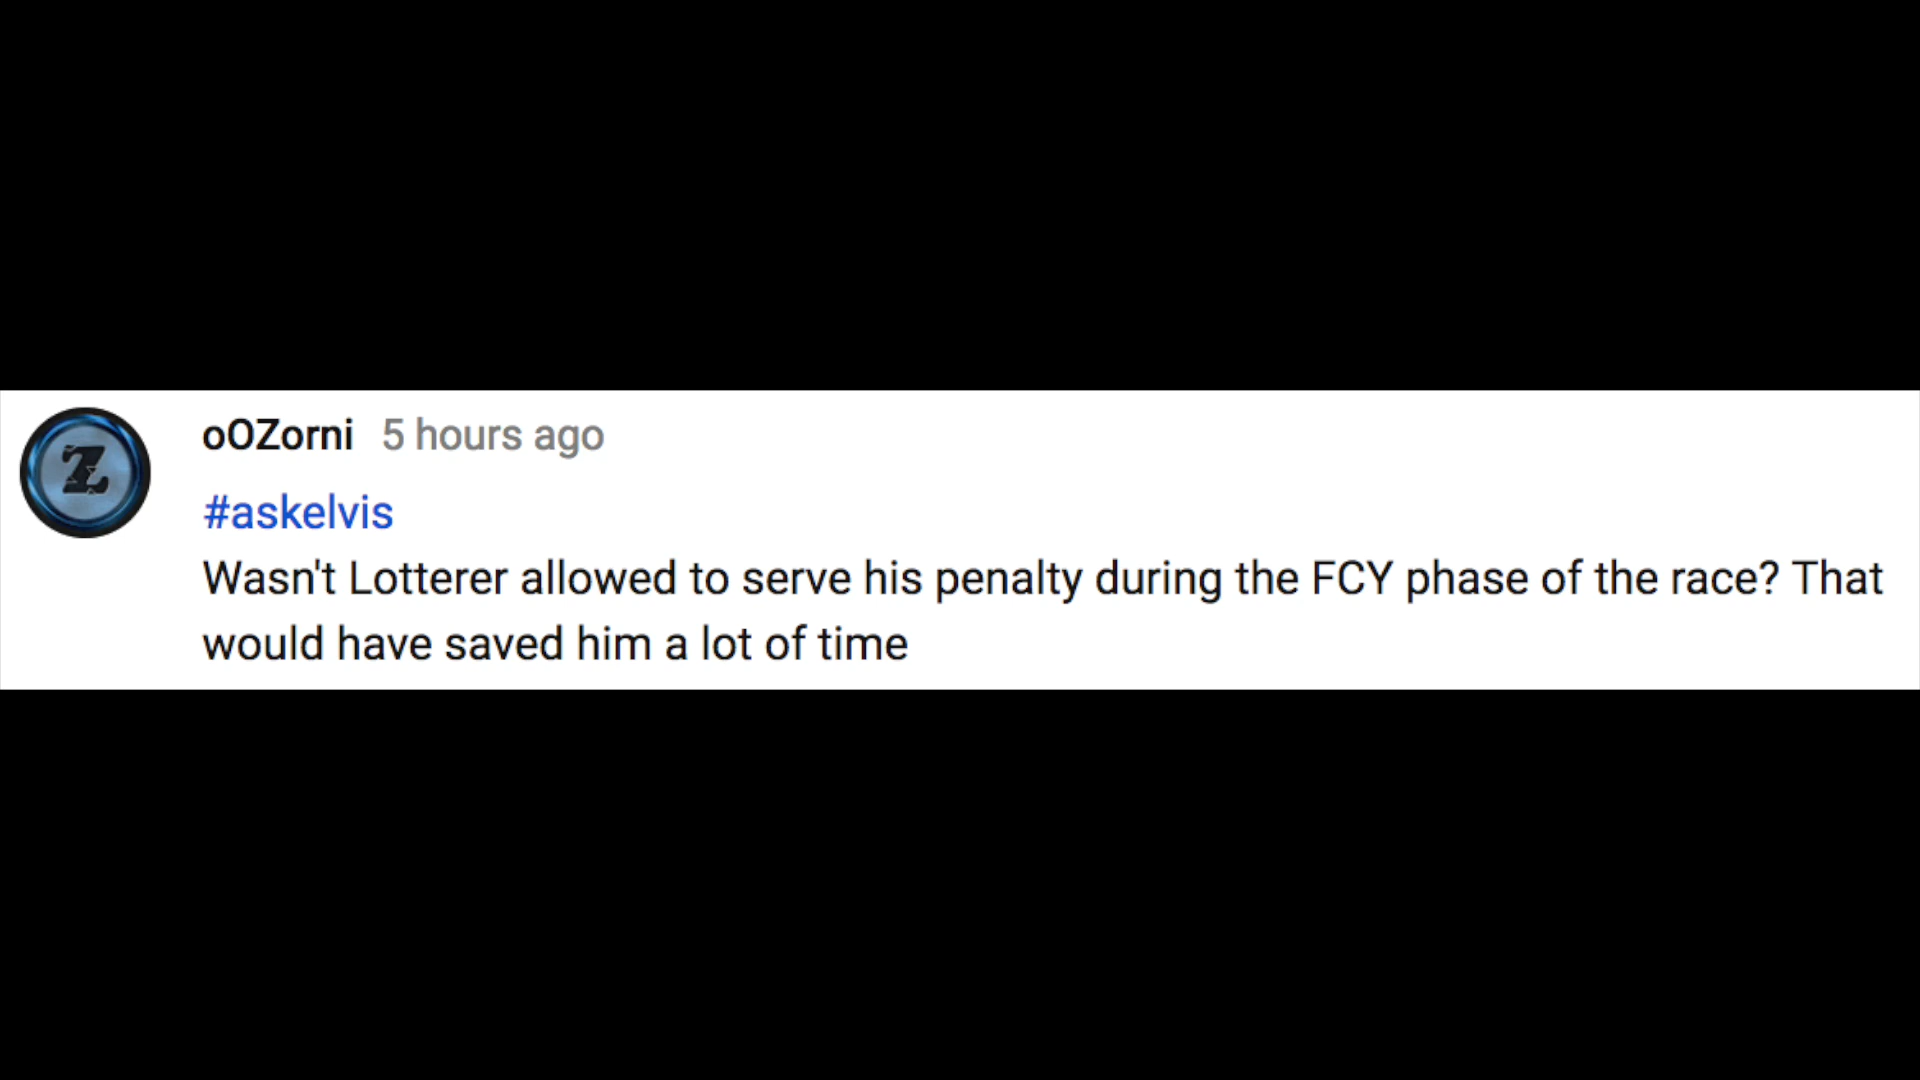 Z
oOZorni 5 hours ago
#askelvis
Wasn't Lotterer allowed to serve his penalty during the FCY phase of the race? That
would have saved him a lot of time